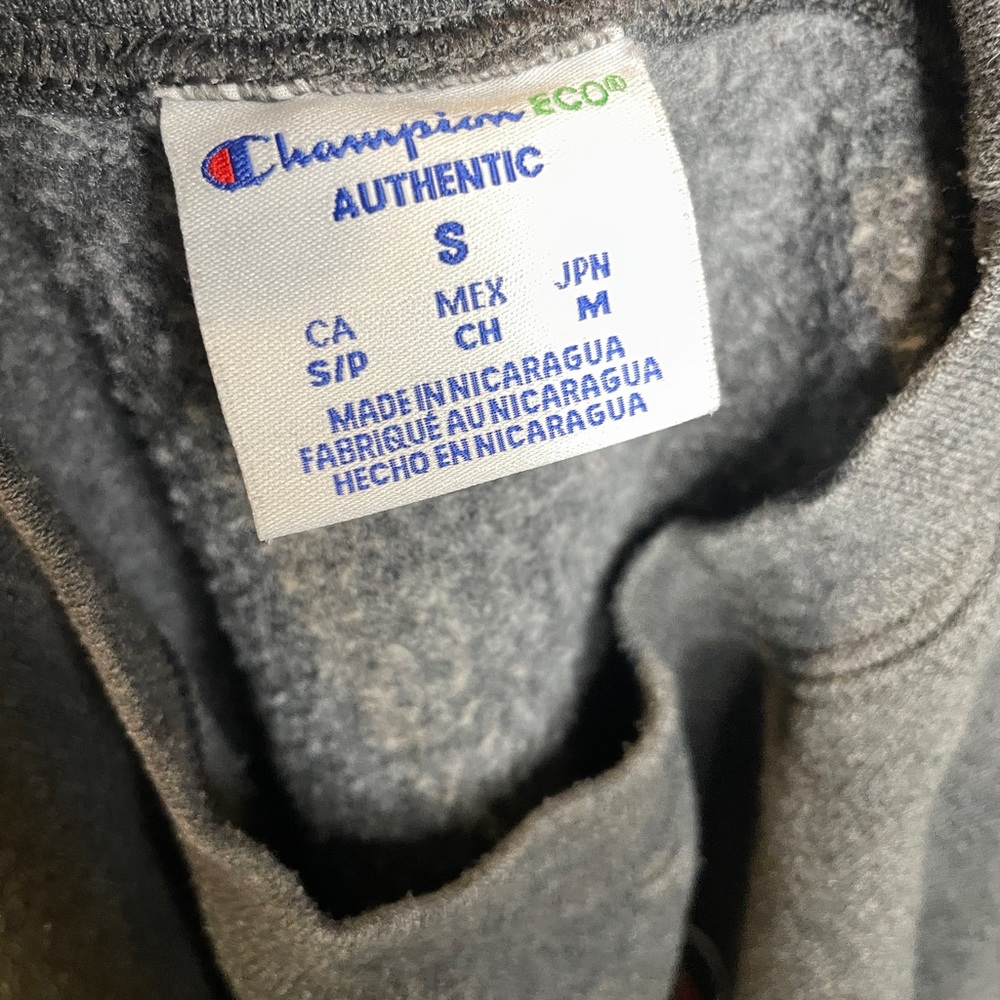 Champion ECO®
AUTHENTIC
S
CA MEX JPN
S/P CH M
MADE IN NICARAGUA
FABRIQUÉ AU NICARAGUA
HECHO EN NICARAGUA